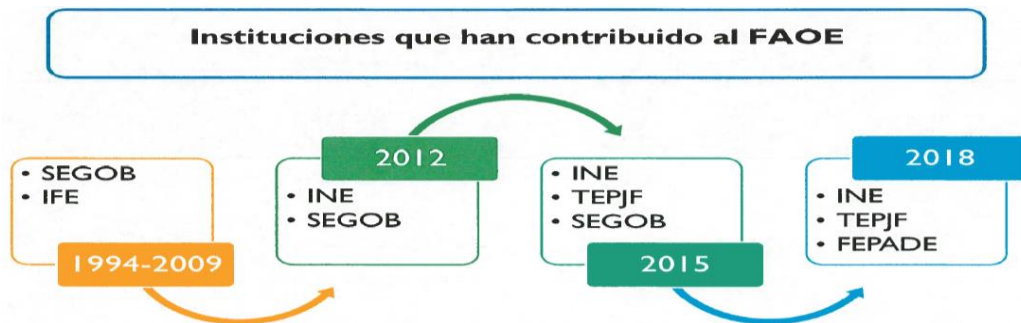 Instituciones que han contribuido al FAOE
• SEGOB
• IFE
1994-2009
2012
• INE
• SEGOB
• INE
• TEPJF
• SEGOB
2015
2018
• INE
• TEPJF
• FEPADE